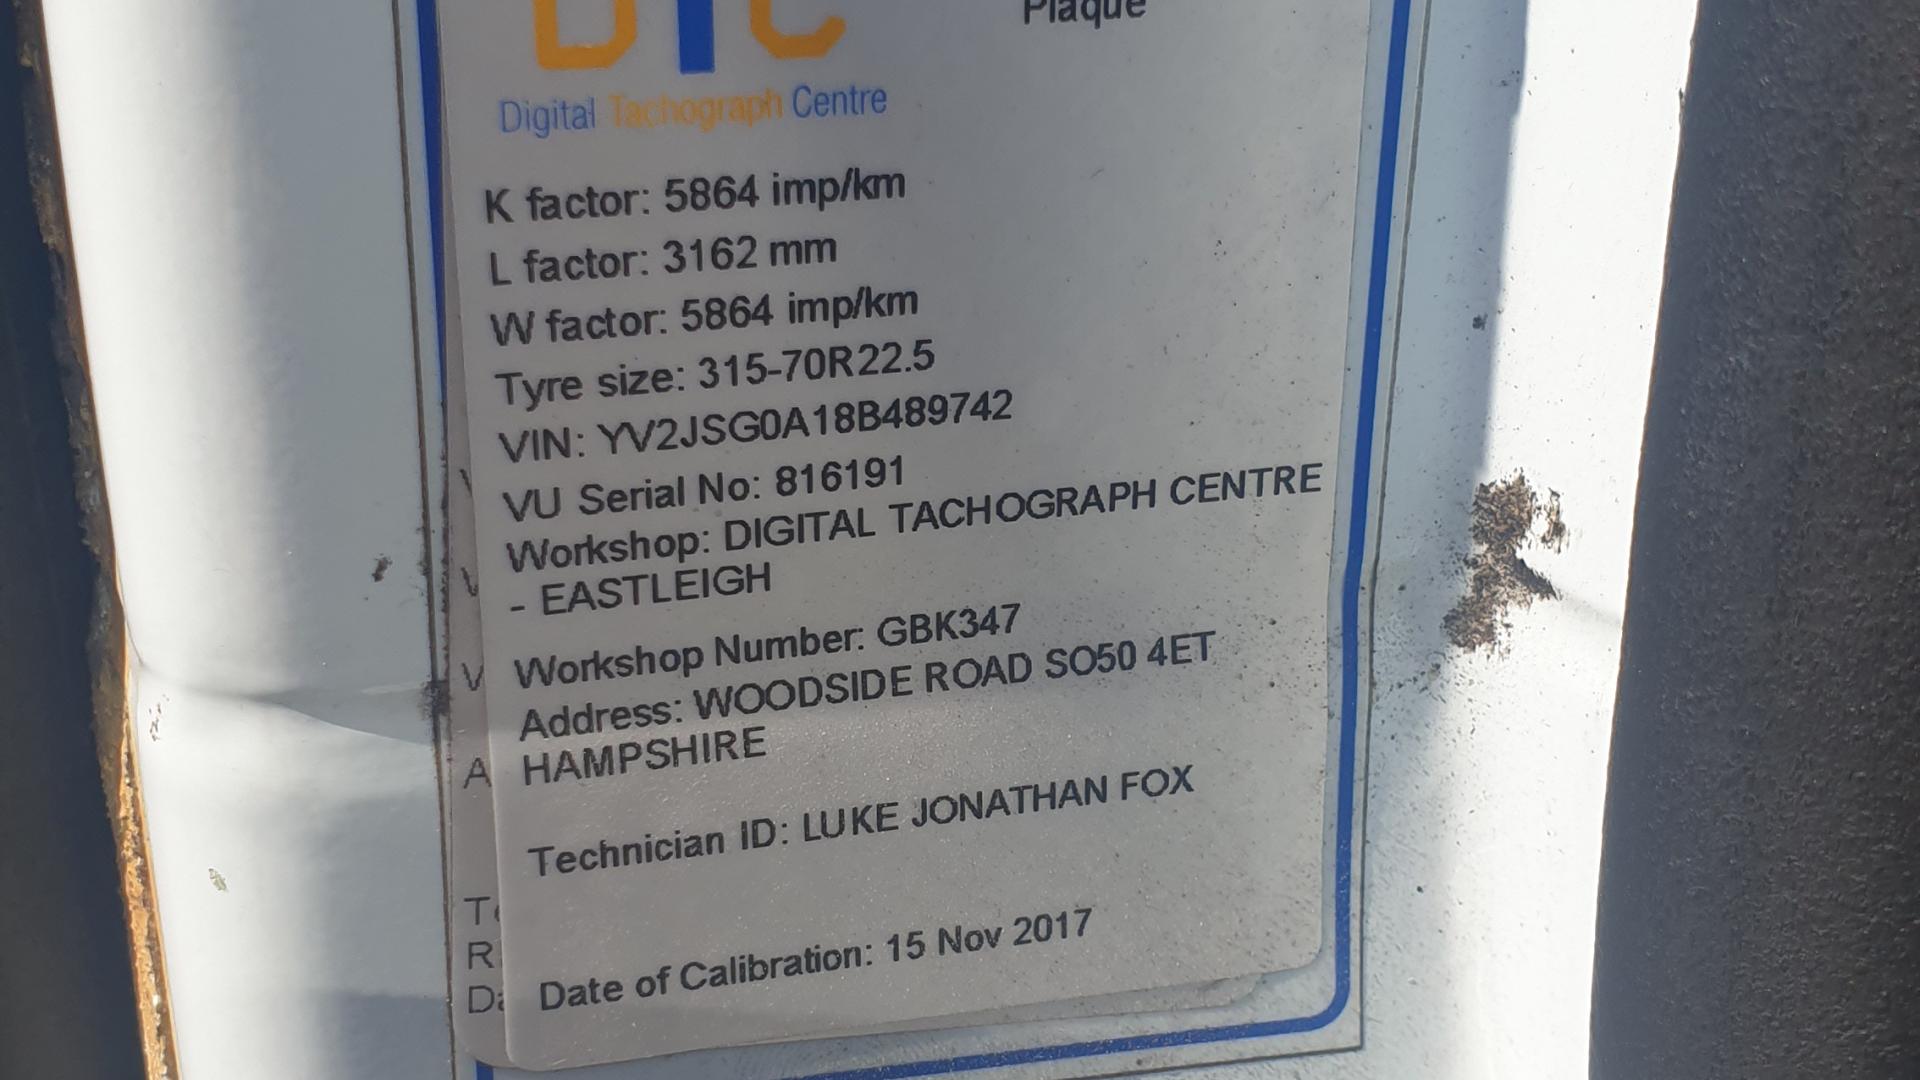 DTC
Plaque
Digital Tachograph Centre
K factor: 5864 imp/km
L factor: 3162 mm
W factor: 5864 imp/km
Tyre size: 315-70R22.5
VIN: YV2JSG0A18B489742
VU Serial No: 816191
Workshop: DIGITAL TACHOGRAPH CENTRE
- EASTLEIGH
Workshop Number: GBK347
Address: WOODSIDE ROAD SO50 4ET
HAMPSHIRE
Technician ID: LUKE JONATHAN FOX
Date of Calibration: 15 Nov 2017